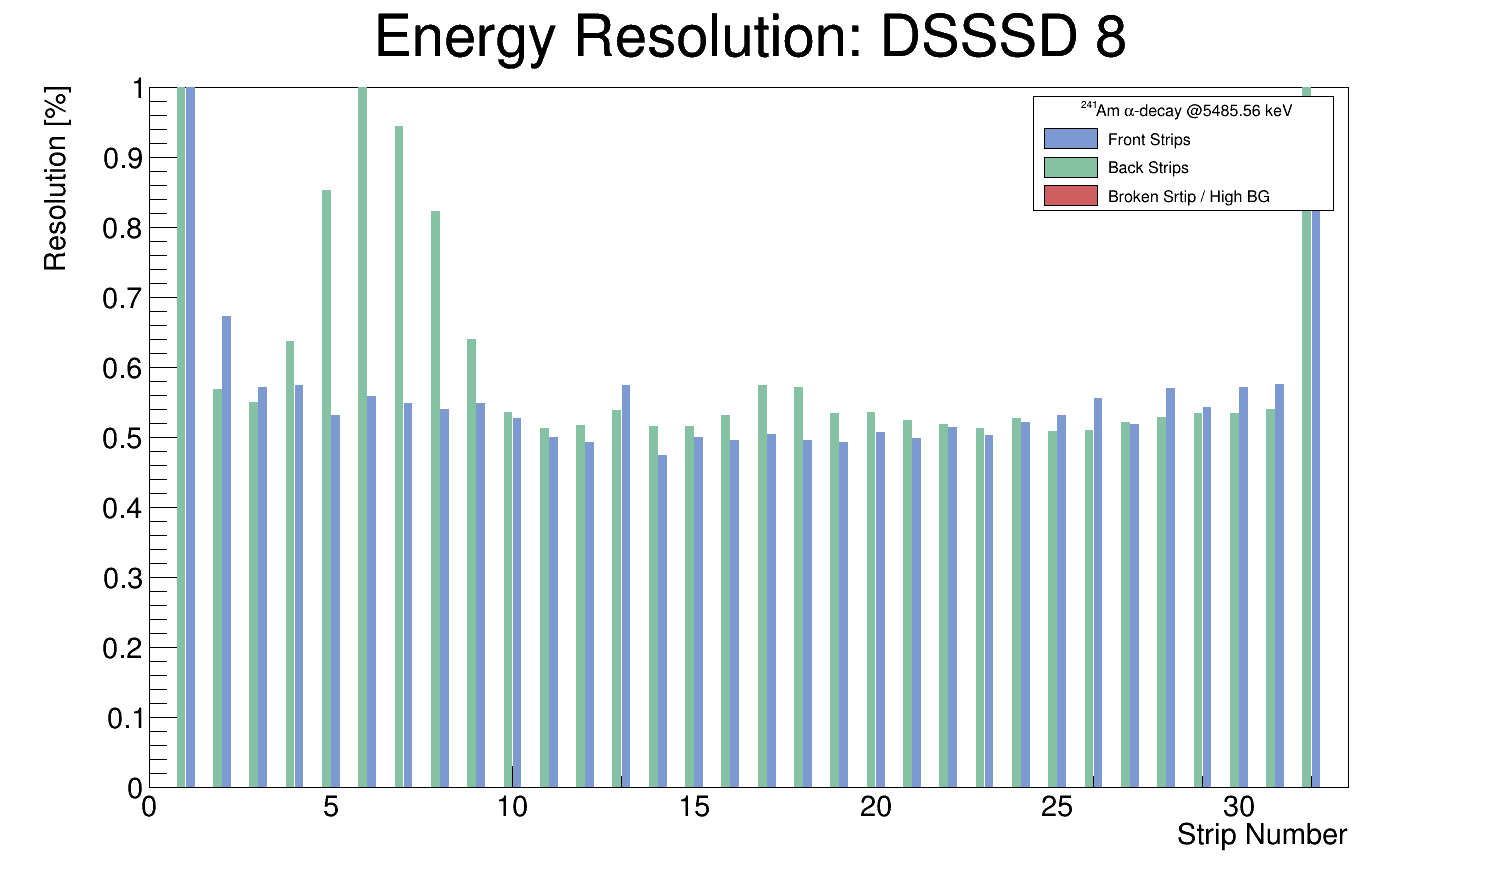 Energy Resolution: DSSSD 8
Resolution [%]
1
0.9
0.8
0.7
0.6
0.5
0.4
0.3
0.2
0.1
0
²⁴¹Am α-decay @5485.56 keV
Front Strips
Back Strips
Broken Srtip / High BG
0 5 10 15 20 25 30
Strip Number